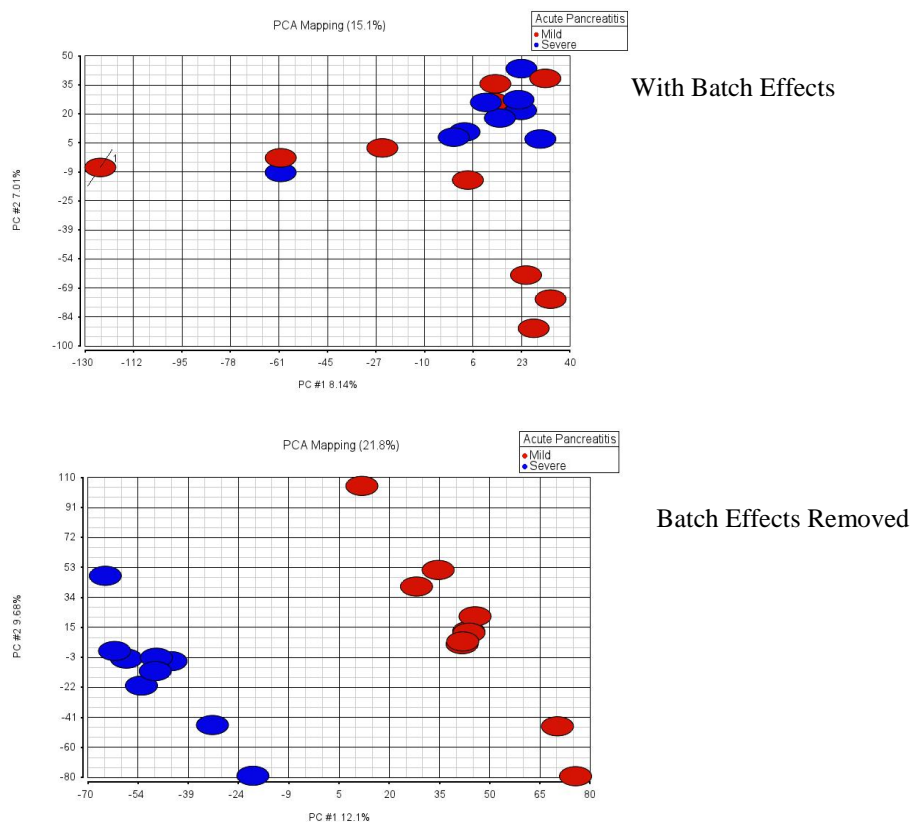 PCA Mapping (15.1%)
Acute Pancreatitis
Mild
Severe
With Batch Effects
50
35
20
5
-9
-25
-39
-54
-69
-84
-100
PC #2 7.01%
1
-130 -112 -95 -78 -61 -45 -27 -10 6 23 40
PC #1 8.14%
PCA Mapping (21.8%)
Acute Pancreatitis
Mild
Severe
Batch Effects Removed
110
91
72
53
34
15
-3
-22
-41
-60
-80
PC #2 9.68%
-70 -54 -39 -24 -9 5 20 35 50 65 80
PC #1 12.1%